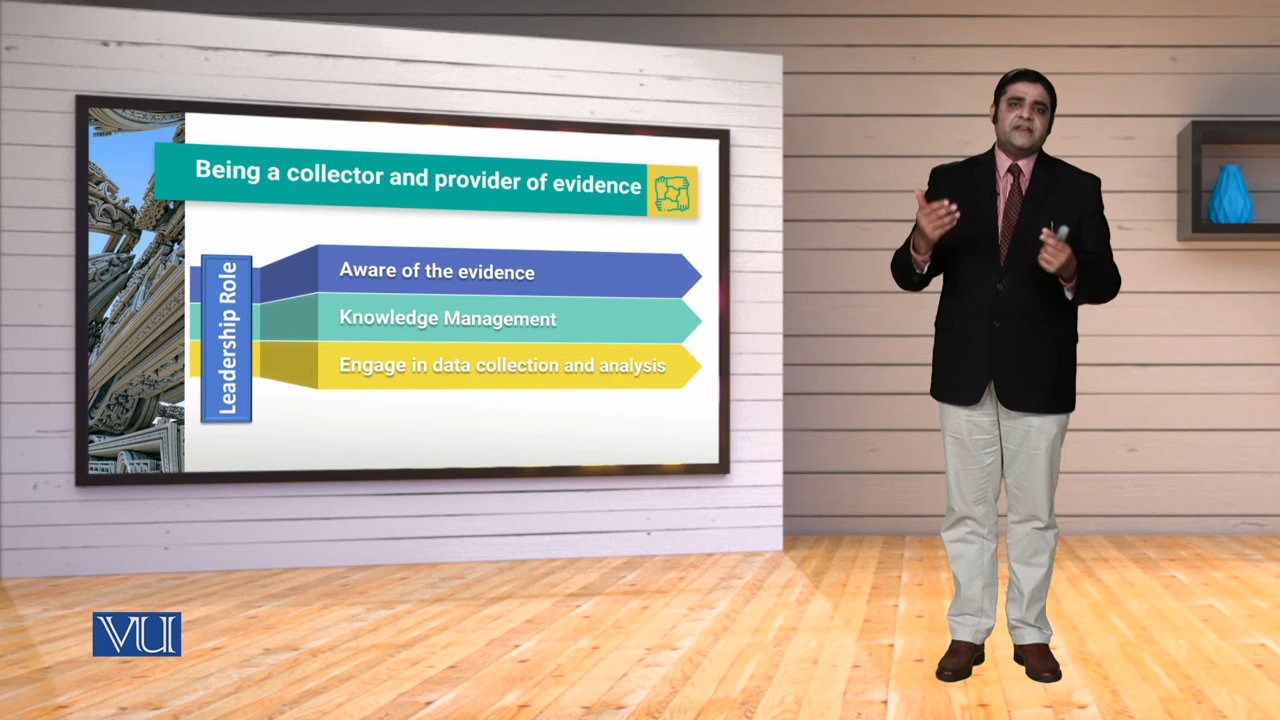 Being a collector and provider of evidence
Leadership Role
Aware of the evidence
Knowledge Management
Engage in data collection and analysis
VU